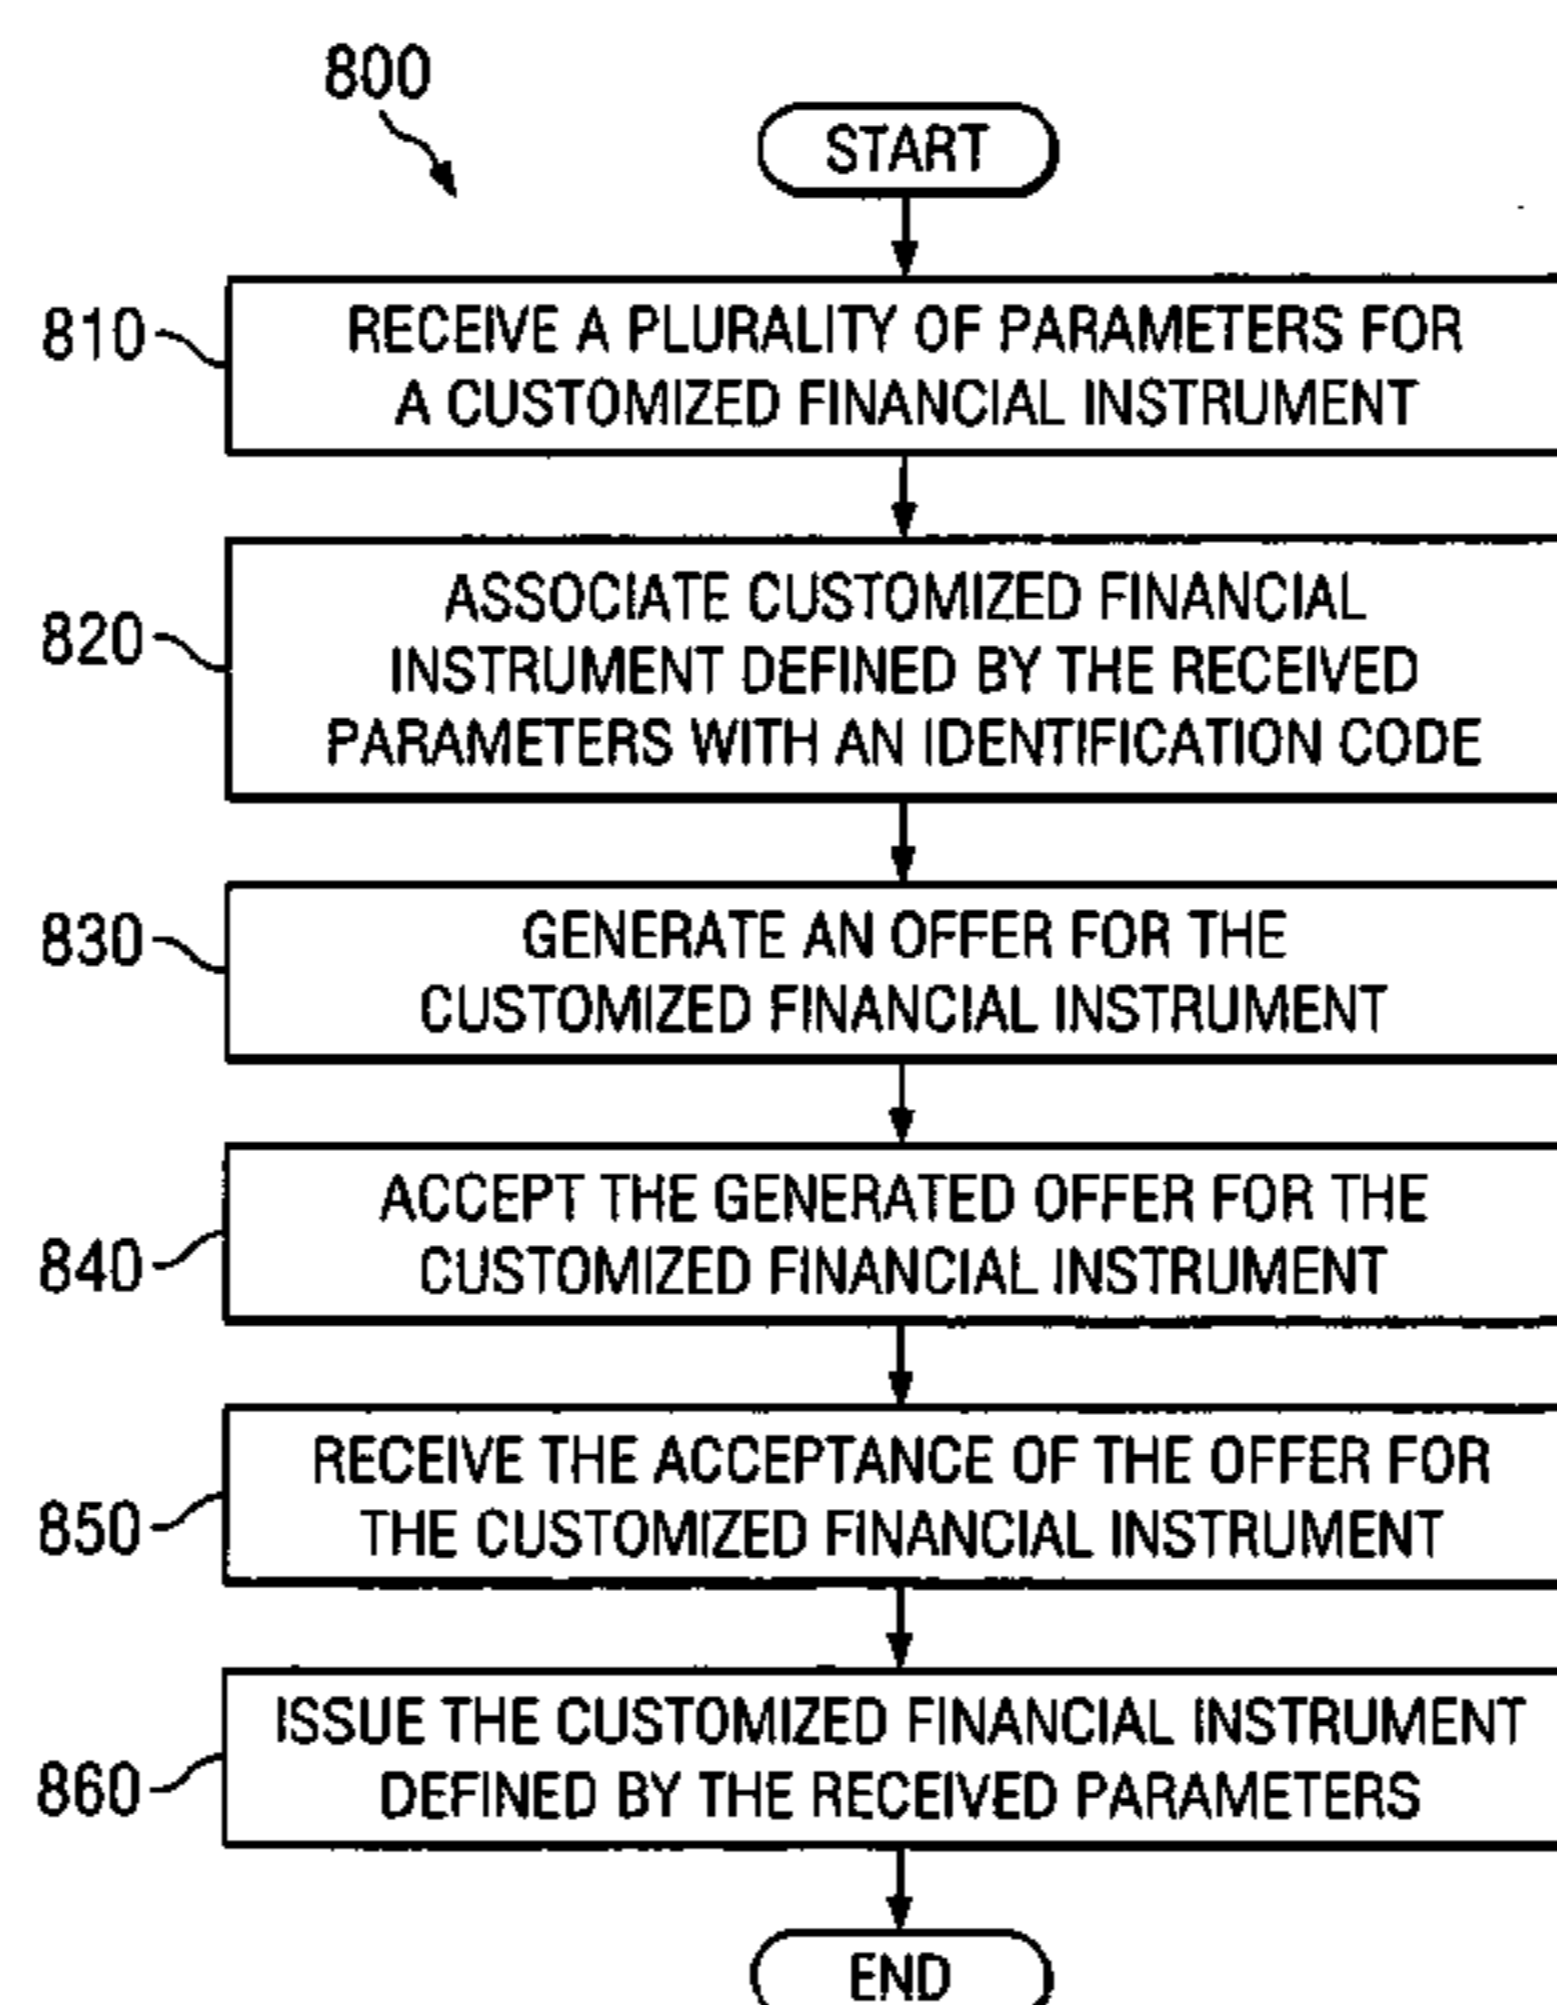 800
START
810
RECEIVE A PLURALITY OF PARAMETERS FOR
A CUSTOMIZED FINANCIAL INSTRUMENT
820
ASSOCIATE CUSTOMIZED FINANCIAL
INSTRUMENT DEFINED BY THE RECEIVED
PARAMETERS WITH AN IDENTIFICATION CODE
830
GENERATE AN OFFER FOR THE
CUSTOMIZED FINANCIAL INSTRUMENT
840
ACCEPT THE GENERATED OFFER FOR THE
CUSTOMIZED FINANCIAL INSTRUMENT
850
RECEIVE THE ACCEPTANCE OF THE OFFER FOR
THE CUSTOMIZED FINANCIAL INSTRUMENT
860
ISSUE THE CUSTOMIZED FINANCIAL INSTRUMENT
DEFINED BY THE RECEIVED PARAMETERS
END